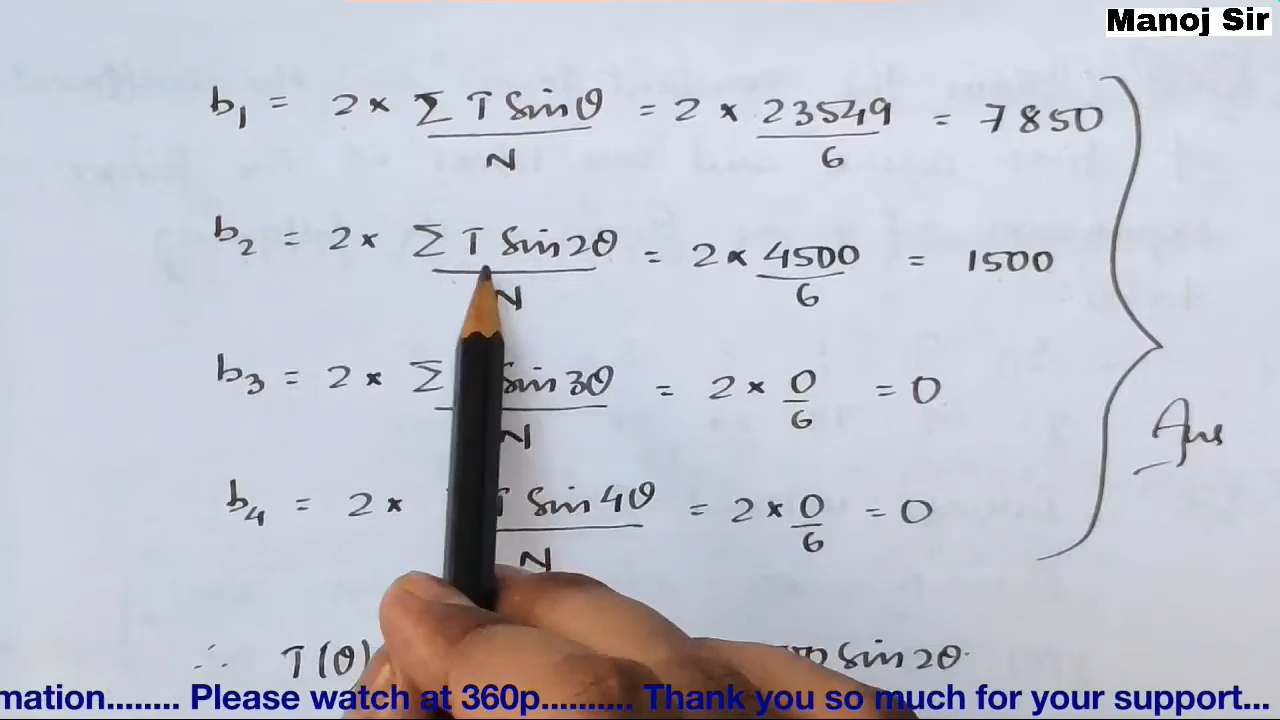 Manoj Sir
b1 = 2 × Σ T Sinθ / N = 2 × 23549 / 6 = 7850
b2 = 2 × Σ T Sin2θ / N = 2 × 4500 / 6 = 1500
b3 = 2 × Σ Sin3θ / N = 2 × 0 / 6 = 0
b4 = 2 × T Sin4θ / N = 2 × 0 / 6 = 0
Ans
∴ T(θ) Sin2θ.
mation........ Please watch at 360p.......... Thank you so much for your support...